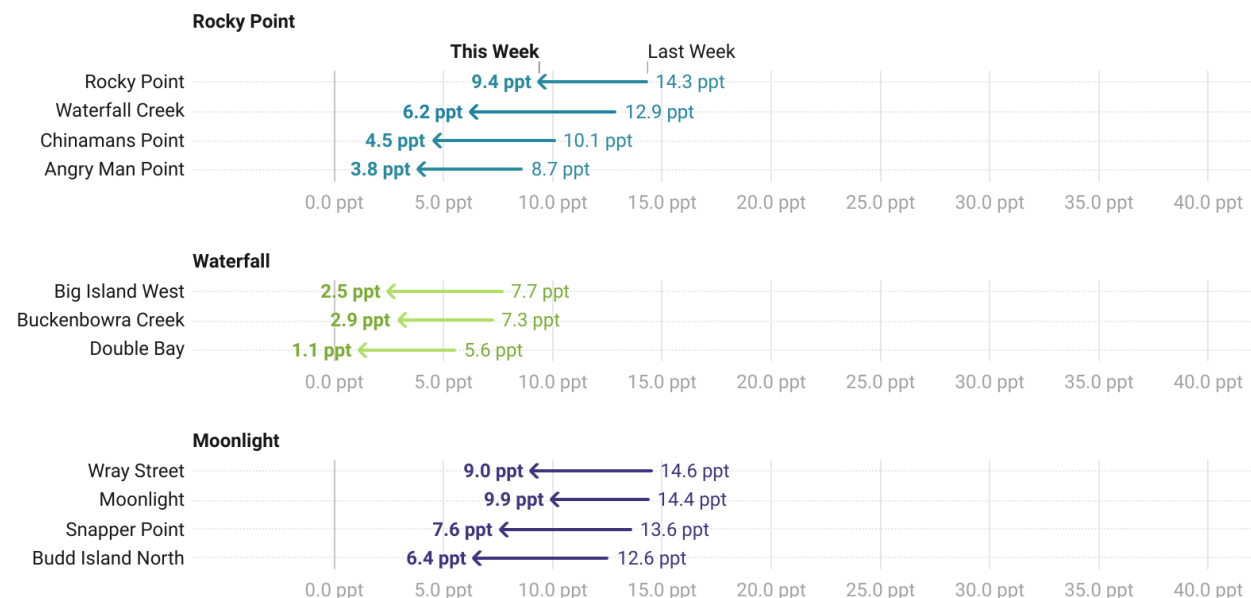 Rocky Point
This Week Last Week
Rocky Point 9.4 ppt 14.3 ppt
Waterfall Creek 6.2 ppt 12.9 ppt
Chinamans Point 4.5 ppt 10.1 ppt
Angry Man Point 3.8 ppt 8.7 ppt
0.0 ppt 5.0 ppt 10.0 ppt 15.0 ppt 20.0 ppt 25.0 ppt 30.0 ppt 35.0 ppt 40.0 ppt
Waterfall
Big Island West 2.5 ppt 7.7 ppt
Buckenbowra Creek 2.9 ppt 7.3 ppt
Double Bay 1.1 ppt 5.6 ppt
0.0 ppt 5.0 ppt 10.0 ppt 15.0 ppt 20.0 ppt 25.0 ppt 30.0 ppt 35.0 ppt 40.0 ppt
Moonlight
Wray Street 9.0 ppt 14.6 ppt
Moonlight 9.9 ppt 14.4 ppt
Snapper Point 7.6 ppt 13.6 ppt
Budd Island North 6.4 ppt 12.6 ppt
0.0 ppt 5.0 ppt 10.0 ppt 15.0 ppt 20.0 ppt 25.0 ppt 30.0 ppt 35.0 ppt 40.0 ppt